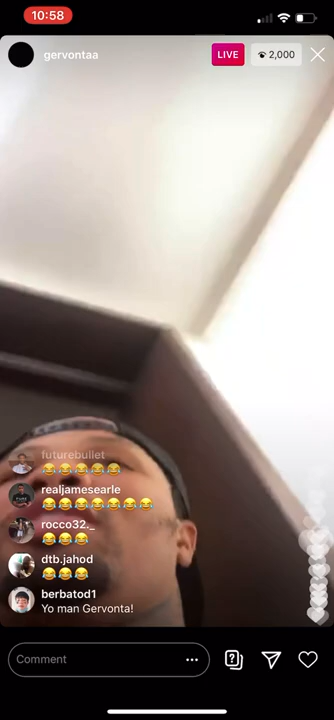 10:58
gervontaa
LIVE
2,000
futurebullet
😂😂😂😂😂
realjamesearle
😂😂😂😂😂😂😂
rocco32._
😂😂😂
dtb.jahod
😂😂😂
berbatod1
Yo man Gervonta!
Comment